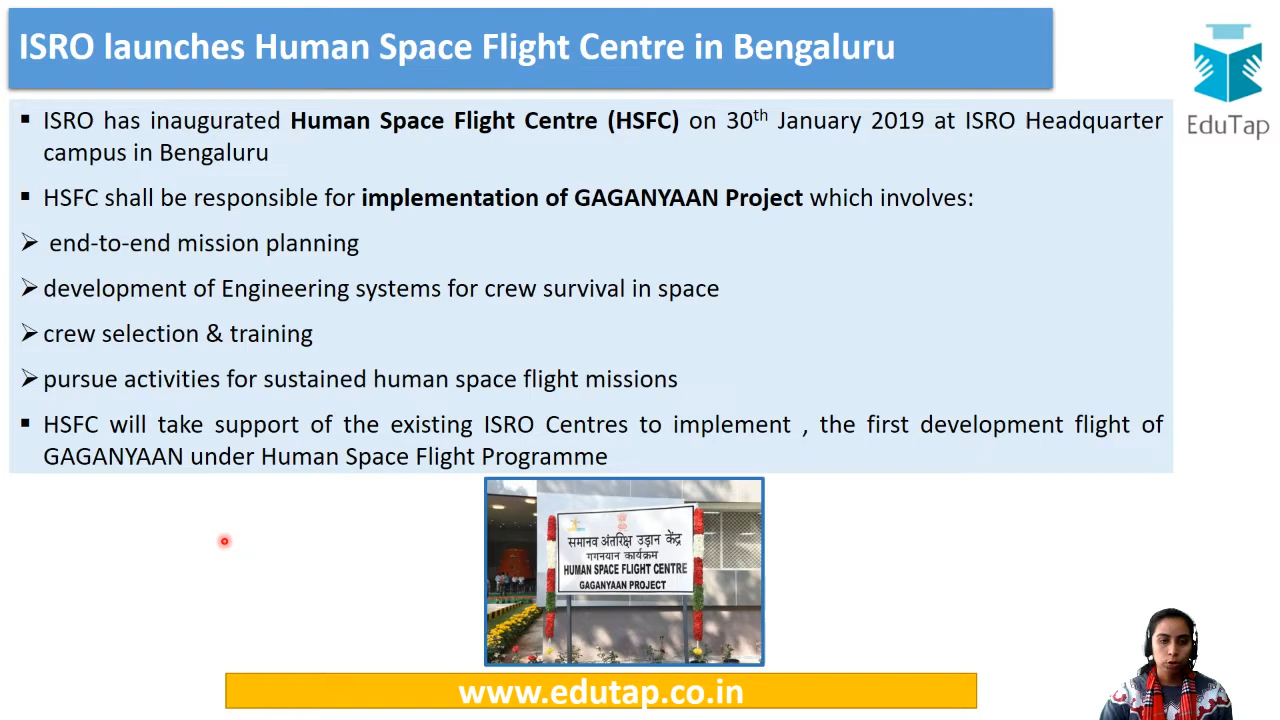 ISRO launches Human Space Flight Centre in Bengaluru
EduTap
▪ ISRO has inaugurated Human Space Flight Centre (HSFC) on 30th January 2019 at ISRO Headquarter
campus in Bengaluru
▪ HSFC shall be responsible for implementation of GAGANYAAN Project which involves:
➢ end-to-end mission planning
➢ development of Engineering systems for crew survival in space
➢ crew selection & training
➢ pursue activities for sustained human space flight missions
▪ HSFC will take support of the existing ISRO Centres to implement , the first development flight of
GAGANYAAN under Human Space Flight Programme
समानव अंतरिक्ष उड़ान केंद्र
गगनयान कार्यक्रम
HUMAN SPACE FLIGHT CENTRE
GAGANYAAN PROJECT
www.edutap.co.in